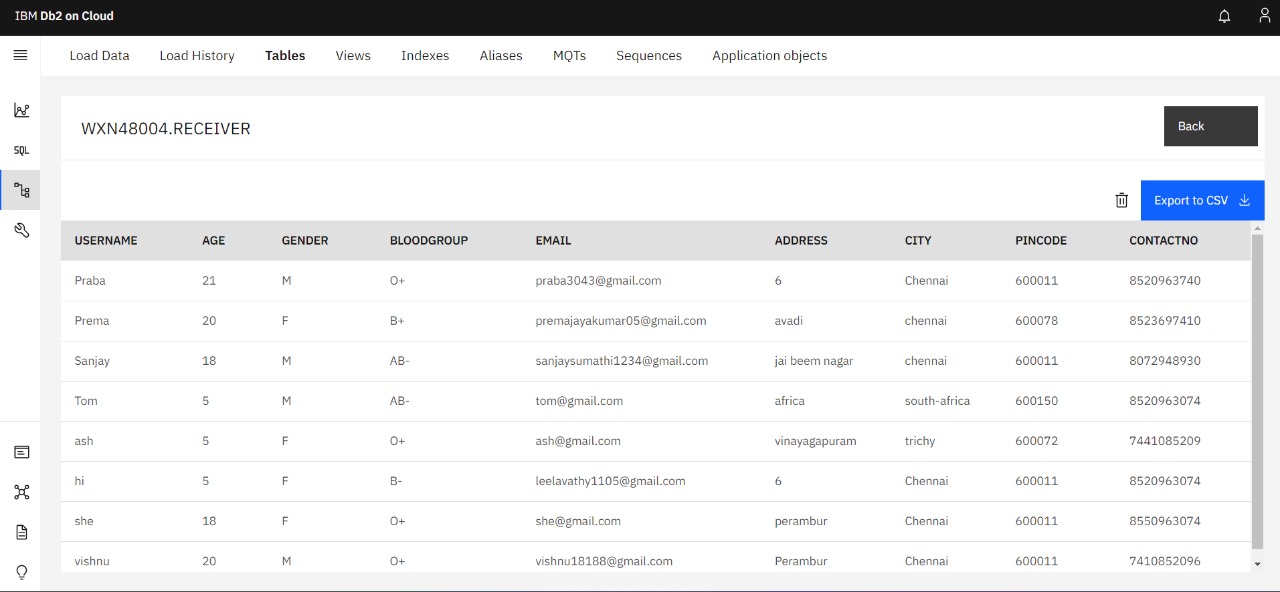 IBM Db2 on Cloud
Load Data Load History Tables Views Indexes Aliases MQTs Sequences Application objects
WXN48004.RECEIVER
Back
SQL
Export to CSV
USERNAME AGE GENDER BLOODGROUP EMAIL ADDRESS CITY PINCODE CONTACTNO
Praba 21 M O+ praba3043@gmail.com 6 Chennai 600011 8520963740
Prema 20 F B+ premajayakumar05@gmail.com avadi chennai 600078 8523697410
Sanjay 18 M AB- sanjaysumathi1234@gmail.com jai beem nagar chennai 600011 8072948930
Tom 5 M AB- tom@gmail.com africa south-africa 600150 8520963074
ash 5 F O+ ash@gmail.com vinayagapuram trichy 600072 7441085209
hi 5 F B- leelavathy1105@gmail.com 6 Chennai 600011 8520963074
she 18 F O+ she@gmail.com perambur Chennai 600011 8550963074
vishnu 20 M O+ vishnu18188@gmail.com Perambur Chennai 600011 7410852096